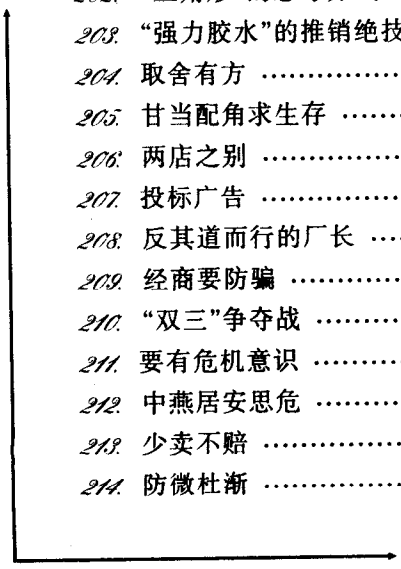 203. “强力胶水”的推销绝技
204. 取舍有方 ……………
205. 甘当配角求生存 ……
206. 两店之别 ……………
207. 投标广告 ……………
208. 反其道而行的厂长 …
209. 经商要防骗 …………
210. “双三”争夺战 ………
211. 要有危机意识 ………
212. 中燕居安思危 ………
213. 少卖不赔 ……………
214. 防微杜渐 ……………